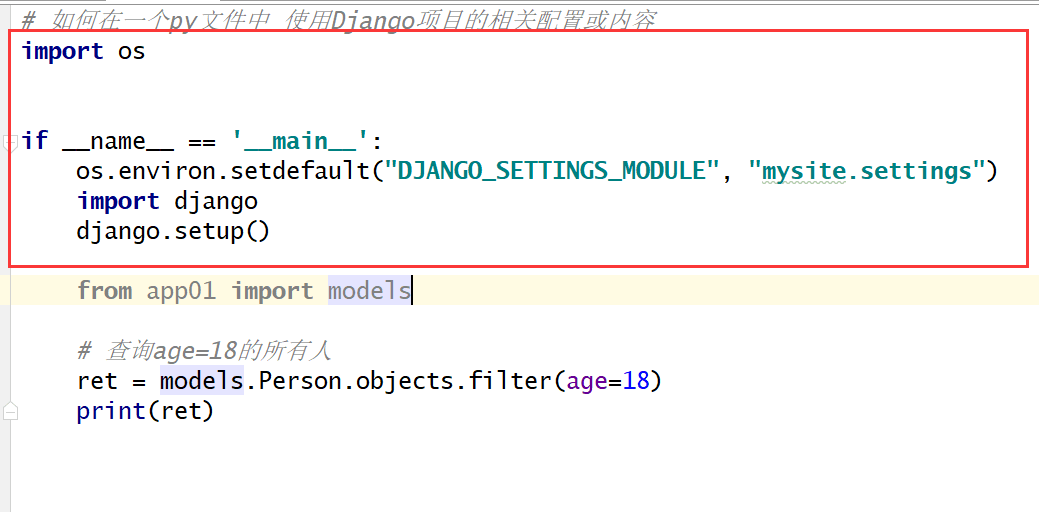 # 如何在一个py文件中 使用Django项目的相关配置或内容
import os
if __name__ == '__main__':
os.environ.setdefault("DJANGO_SETTINGS_MODULE", "mysite.settings")
import django
django.setup()
from app01 import models
# 查询age=18的所有人
ret = models.Person.objects.filter(age=18)
print(ret)